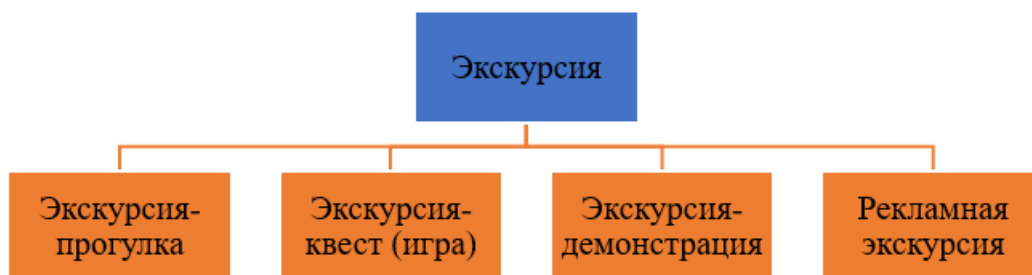 Экскурсия
Экскурсия-
прогулка
Экскурсия-
квест (игра)
Экскурсия-
демонстрация
Рекламная
экскурсия